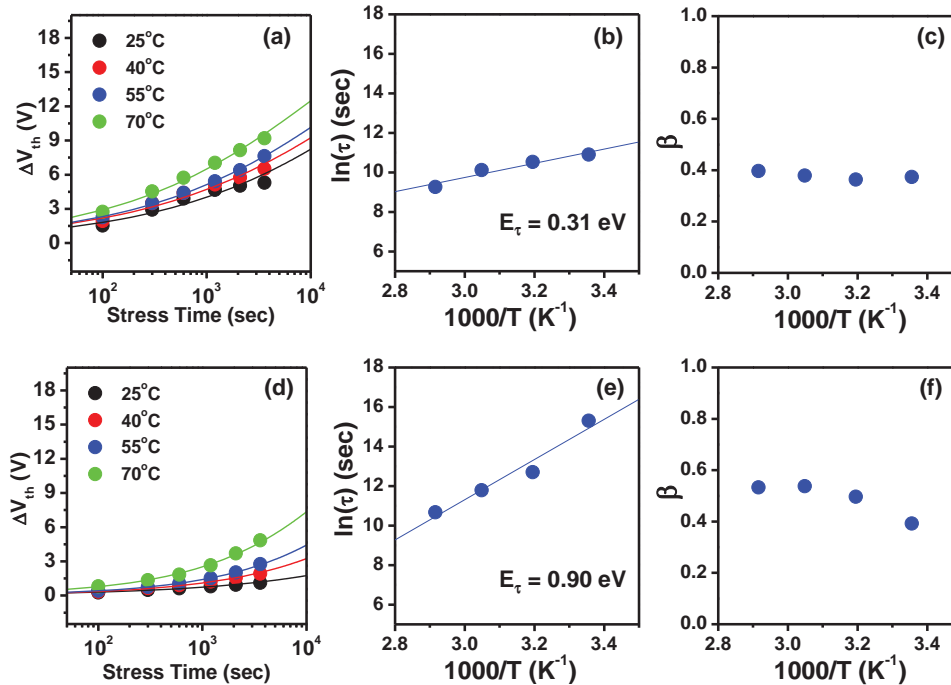 (a)
25°C
40°C
55°C
70°C
18
15
12
9
6
3
0
ΔVth (V)
10² 10³ 10⁴
Stress Time (sec)
(b)
16
14
12
10
8
6
ln(τ) (sec)
Eτ = 0.31 eV
2.8 3.0 3.2 3.4
1000/T (K⁻¹)
(c)
1.0
0.8
0.6
0.4
0.2
0.0
β
2.8 3.0 3.2 3.4
1000/T (K⁻¹)
(d)
25°C
40°C
55°C
70°C
18
15
12
9
6
3
0
ΔVth (V)
10² 10³ 10⁴
Stress Time (sec)
(e)
18
16
14
12
10
8
6
ln(τ) (sec)
Eτ = 0.90 eV
2.8 3.0 3.2 3.4
1000/T (K⁻¹)
(f)
1.0
0.8
0.6
0.4
0.2
0.0
β
2.8 3.0 3.2 3.4
1000/T (K⁻¹)